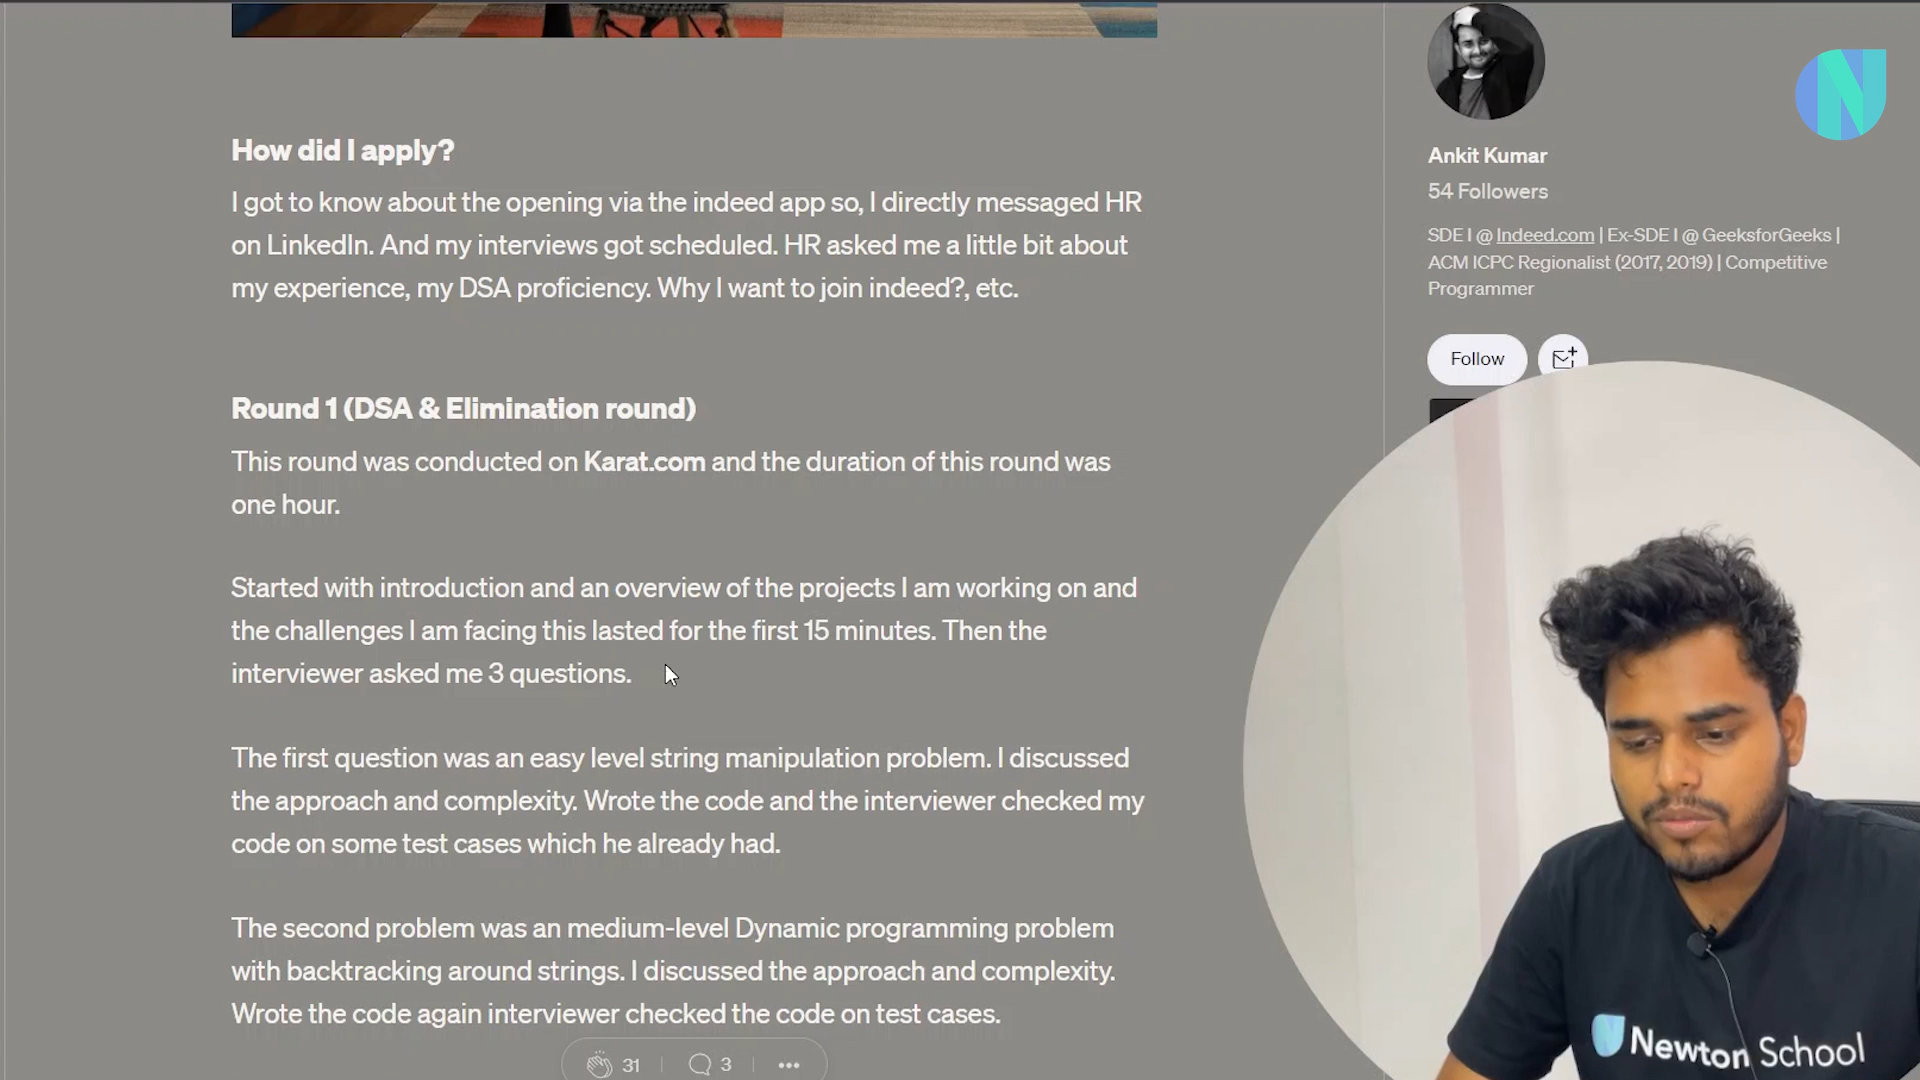 How did I apply?
I got to know about the opening via the indeed app so, I directly messaged HR
on LinkedIn. And my interviews got scheduled. HR asked me a little bit about
my experience, my DSA proficiency. Why I want to join indeed?, etc.
Round 1 (DSA & Elimination round)
This round was conducted on Karat.com and the duration of this round was
one hour.
Started with introduction and an overview of the projects I am working on and
the challenges I am facing this lasted for the first 15 minutes. Then the
interviewer asked me 3 questions.
The first question was an easy level string manipulation problem. I discussed
the approach and complexity. Wrote the code and the interviewer checked my
code on some test cases which he already had.
The second problem was an medium-level Dynamic programming problem
with backtracking around strings. I discussed the approach and complexity.
Wrote the code again interviewer checked the code on test cases.
31 3
Ankit Kumar
54 Followers
SDE I @ Indeed.com | Ex-SDE I @ GeeksforGeeks |
ACM ICPC Regionalist (2017, 2019) | Competitive
Programmer
Follow
Newton School